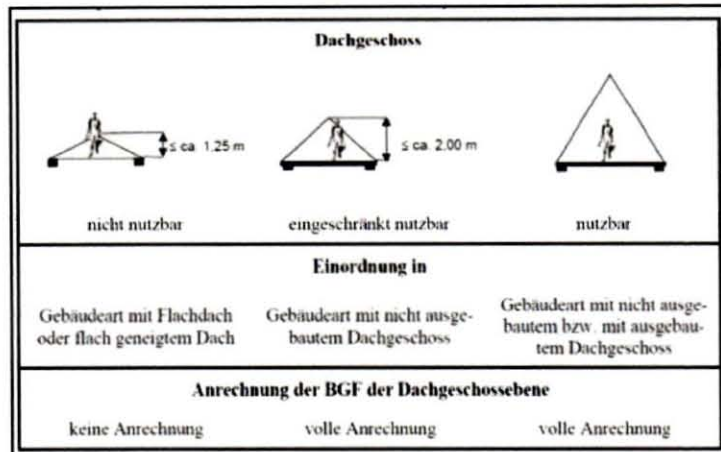 Dachgeschoss
≤ ca. 1.25 m
≤ ca. 2.00 m
nicht nutzbar
eingeschränkt nutzbar
nutzbar
Einordnung in
Gebäudeart mit Flachdach
oder flach geneigtem Dach
Gebäudeart mit nicht ausge-
bautem Dachgeschoss
Gebäudeart mit nicht ausge-
bautem bzw. mit ausgebau-
tem Dachgeschoss
Anrechnung der BGF der Dachgeschossebene
keine Anrechnung
volle Anrechnung
volle Anrechnung